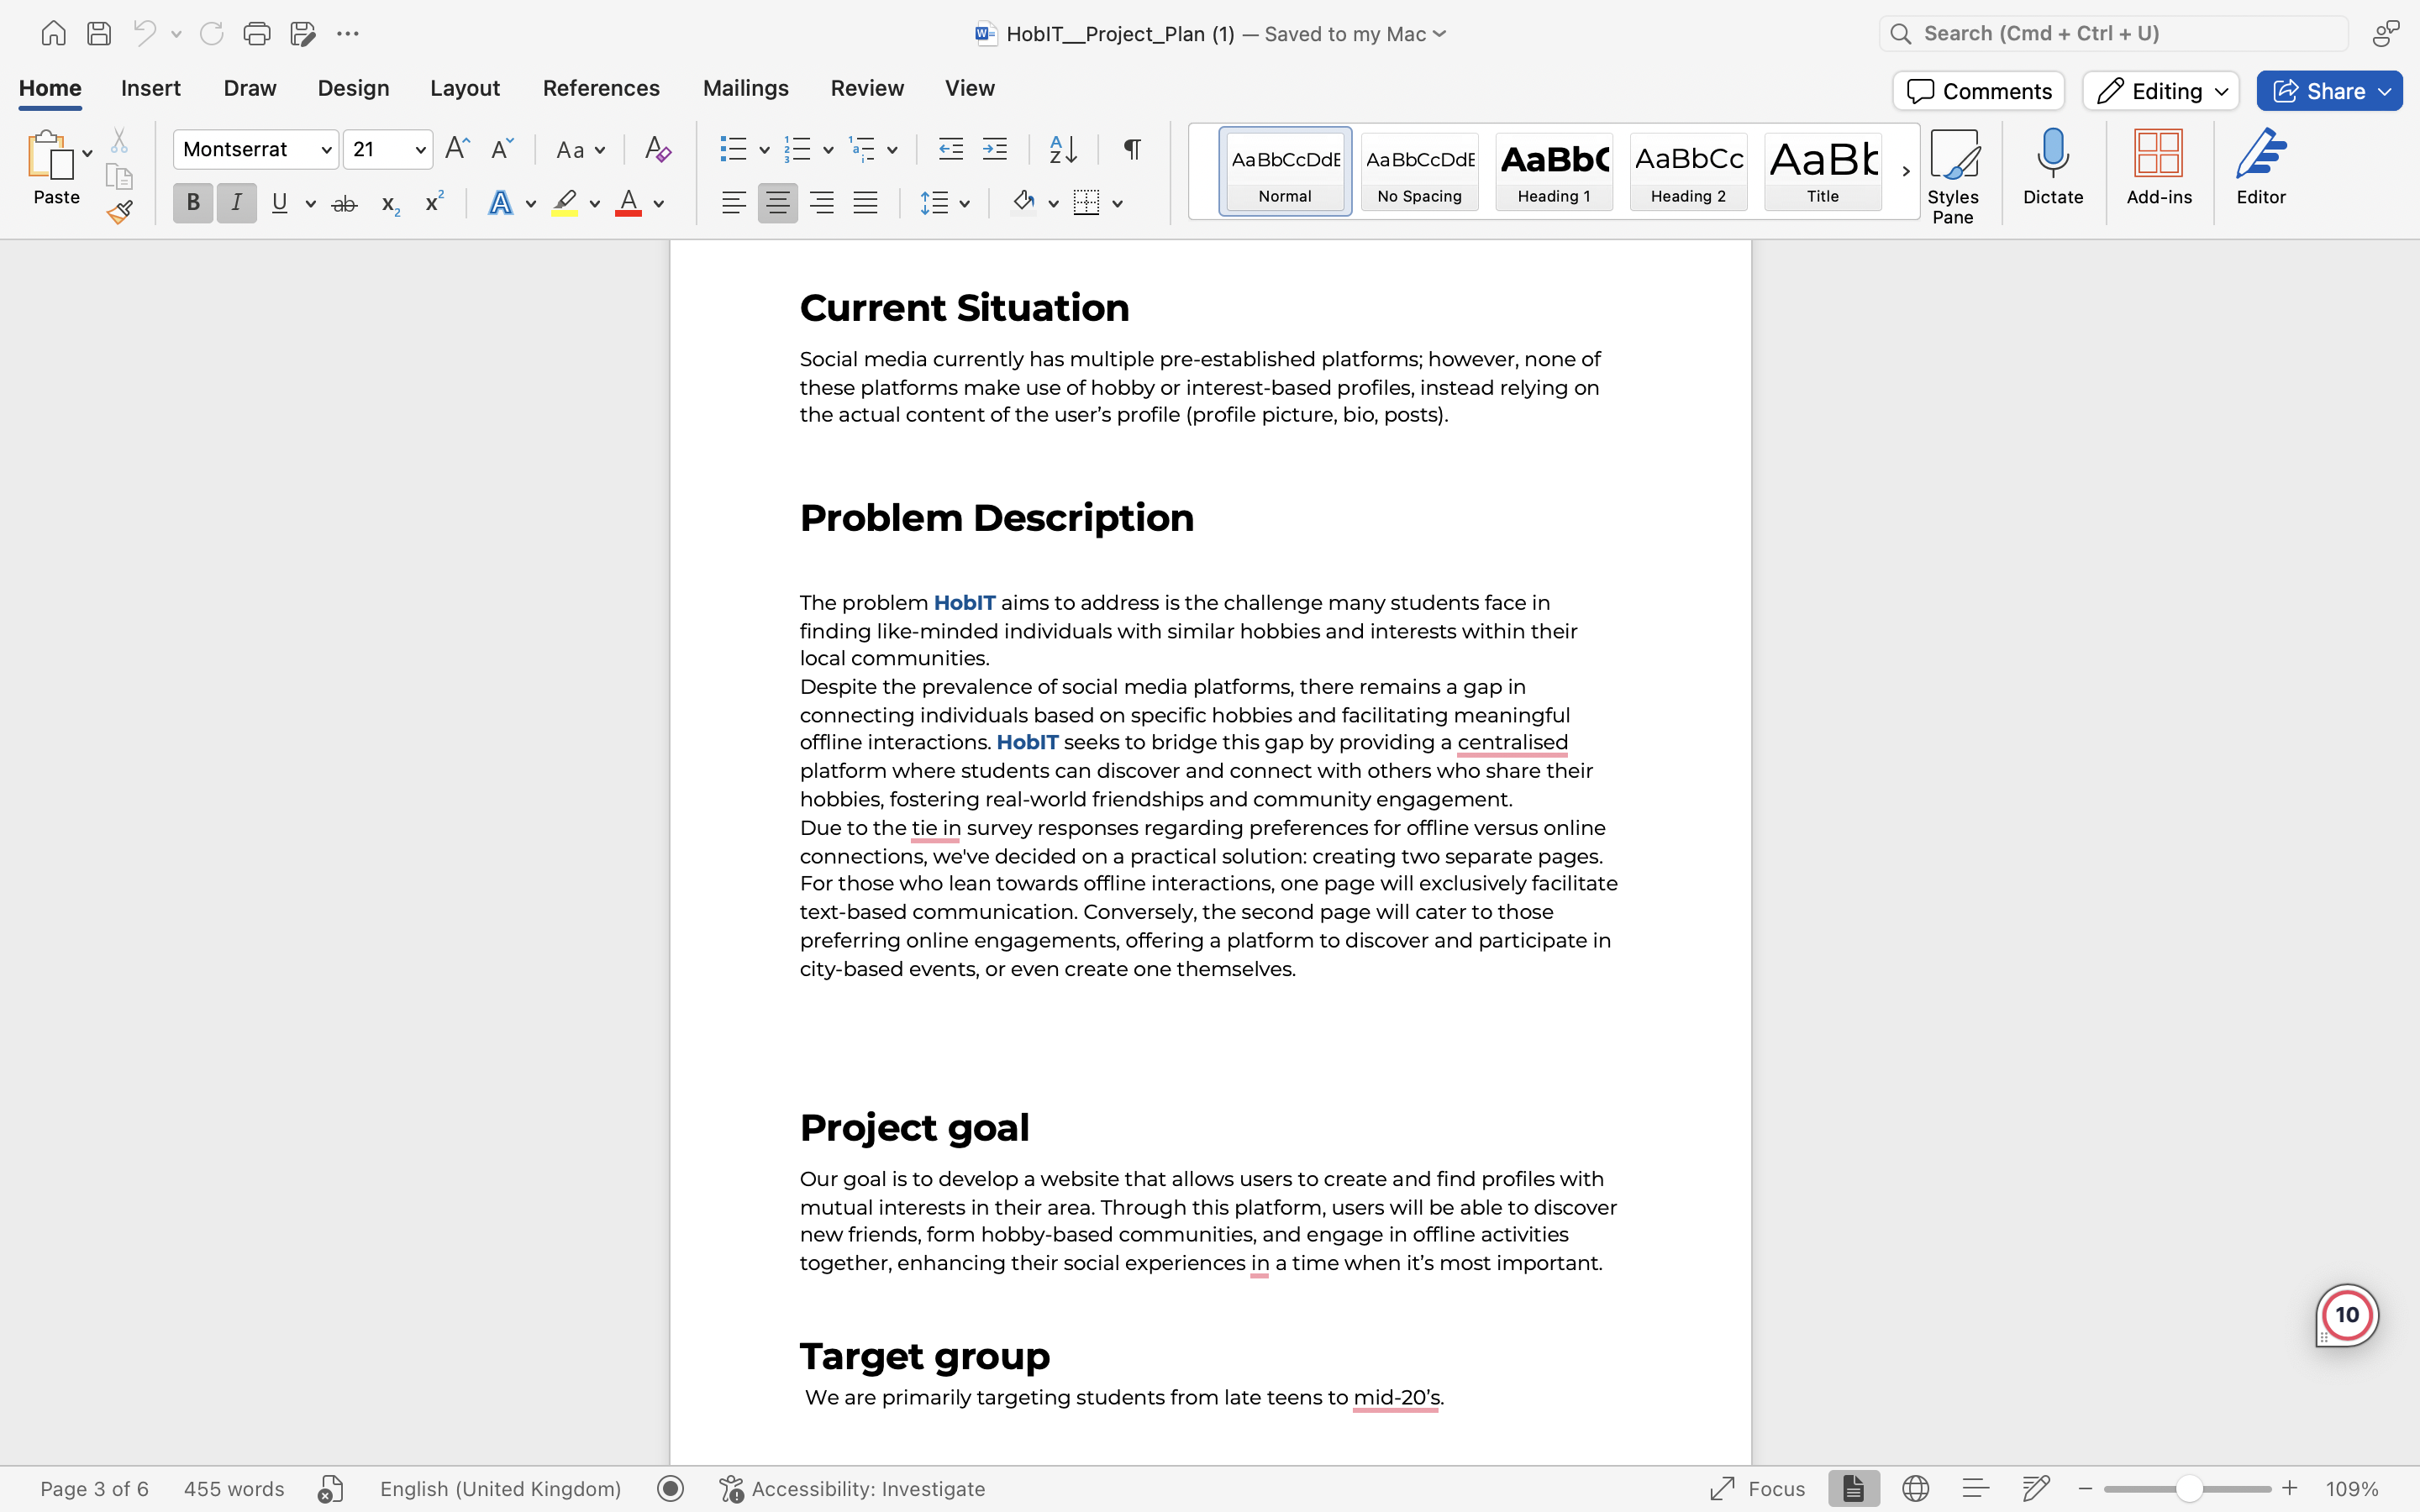 HobIT__Project_Plan (1) — Saved to my Mac
Search (Cmd + Ctrl + U)
Home Insert Draw Design Layout References Mailings Review View
Comments Editing Share
Paste
Montserrat 21
AaBbCcDdE AaBbCcDdE AaBbC AaBbCc AaBb
Normal No Spacing Heading 1 Heading 2 Title
Styles Pane
Dictate
Add-ins
Editor
Current Situation
Social media currently has multiple pre-established platforms; however, none of
these platforms make use of hobby or interest-based profiles, instead relying on
the actual content of the user’s profile (profile picture, bio, posts).
Problem Description
The problem HobIT aims to address is the challenge many students face in
finding like-minded individuals with similar hobbies and interests within their
local communities.
Despite the prevalence of social media platforms, there remains a gap in
connecting individuals based on specific hobbies and facilitating meaningful
offline interactions. HobIT seeks to bridge this gap by providing a centralised
platform where students can discover and connect with others who share their
hobbies, fostering real-world friendships and community engagement.
Due to the tie in survey responses regarding preferences for offline versus online
connections, we've decided on a practical solution: creating two separate pages.
For those who lean towards offline interactions, one page will exclusively facilitate
text-based communication. Conversely, the second page will cater to those
preferring online engagements, offering a platform to discover and participate in
city-based events, or even create one themselves.
Project goal
Our goal is to develop a website that allows users to create and find profiles with
mutual interests in their area. Through this platform, users will be able to discover
new friends, form hobby-based communities, and engage in offline activities
together, enhancing their social experiences in a time when it’s most important.
Target group
We are primarily targeting students from late teens to mid-20’s.
10
Page 3 of 6 455 words English (United Kingdom) Accessibility: Investigate Focus 109%